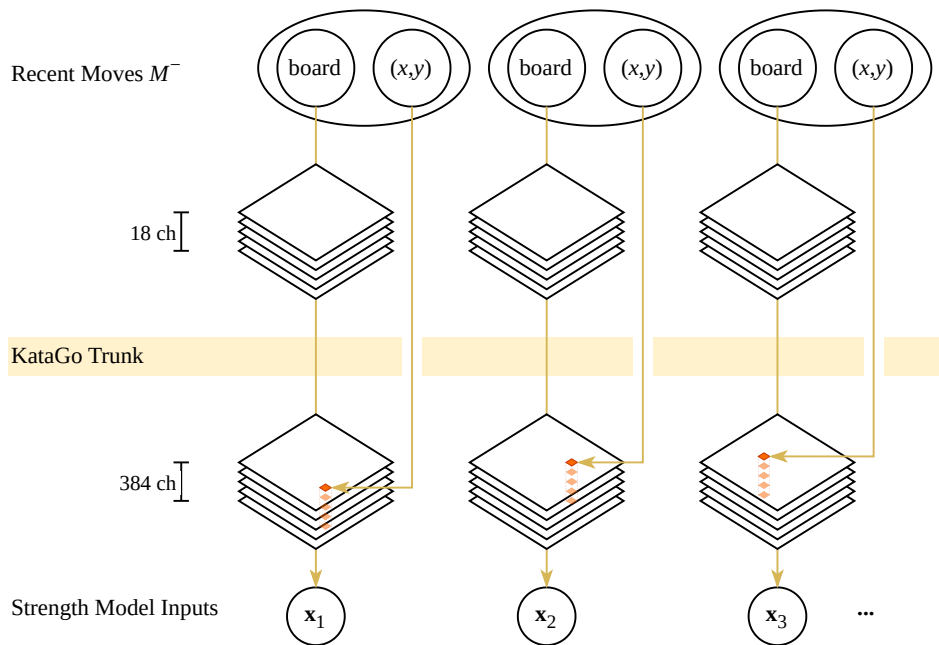 Recent Moves M⁻ board (x,y) board (x,y) board (x,y)
18 ch
KataGo Trunk
384 ch
Strength Model Inputs x₁ x₂ x₃ ...